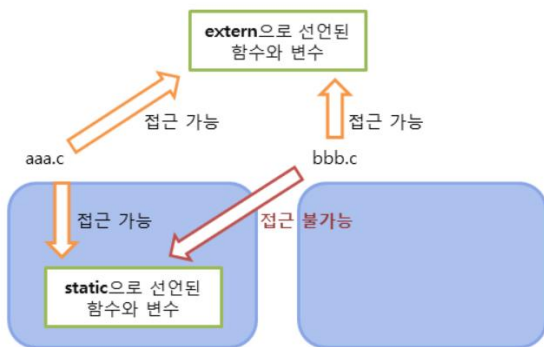 extern으로 선언된
함수와 변수
접근 가능
접근 가능
aaa.c
bbb.c
접근 가능
접근 불가능
static으로 선언된
함수와 변수